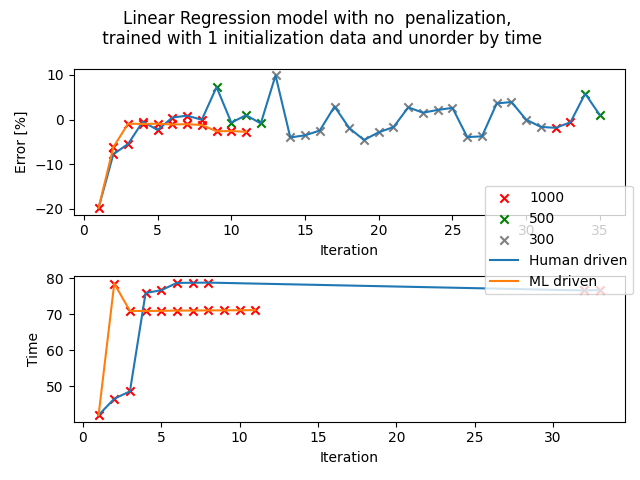 Linear Regression model with no  penalization,
trained with 1 initialization data and unorder by time
10
0
−10
−20
Error [%]
0 5 10 15 20 25 30 35
Iteration
1000
500
300
Human driven
ML driven
80
70
60
50
Time
0 5 10 15 20 25 30
Iteration